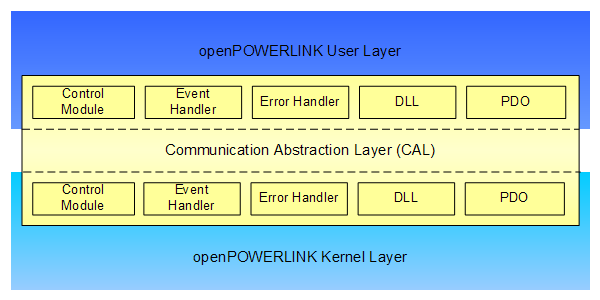 openPOWERLINK User Layer
Control
Module
Event
Handler
Error Handler
DLL
PDO
Communication Abstraction Layer (CAL)
Control
Module
Event
Handler
Error Handler
DLL
PDO
openPOWERLINK Kernel Layer